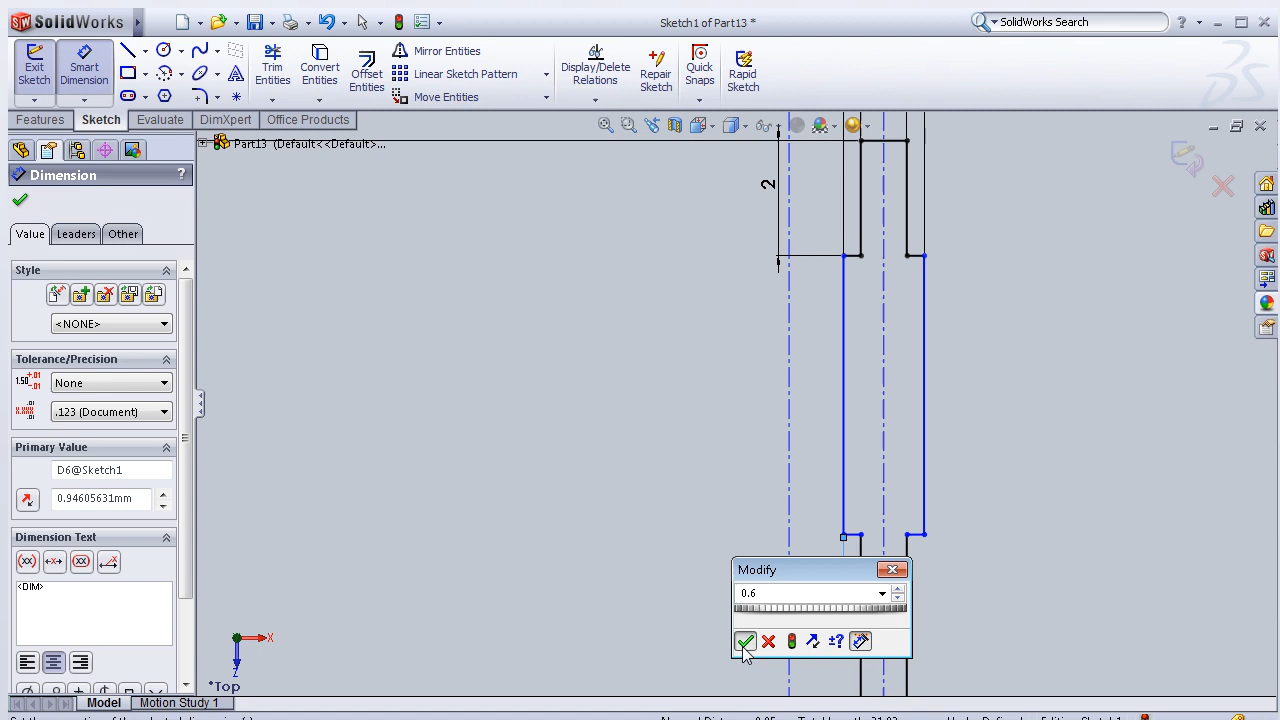 SolidWorks
Sketch1 of Part13 *
SolidWorks Search
Exit Sketch
Smart Dimension
Trim Entities
Convert Entities
Offset Entities
Mirror Entities
Linear Sketch Pattern
Move Entities
Display/Delete Relations
Repair Sketch
Quick Snaps
Rapid Sketch
Features
Sketch
Evaluate
DimXpert
Office Products
Part13 (Default<<Default>...
Dimension
?
Value
Leaders
Other
Style
<NONE>
Tolerance/Precision
None
.123 (Document)
Primary Value
D6@Sketch1
0.94605631mm
Dimension Text
<DIM>
2
Modify
0.6
±?
X
Z
*Top
Model
Motion Study 1